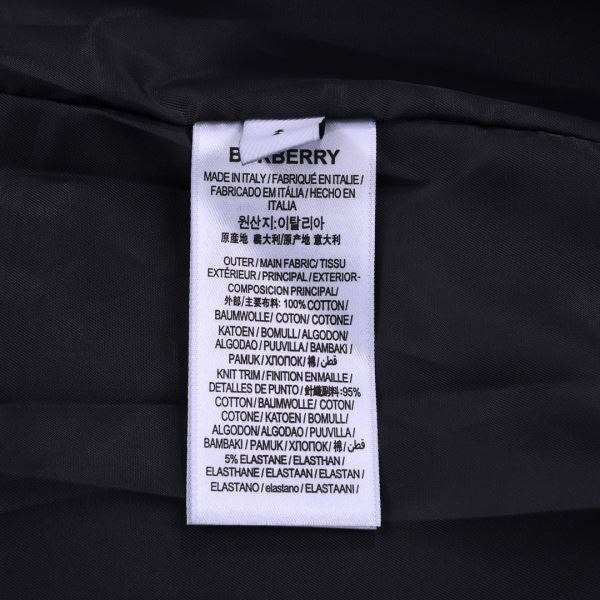 BURBERRY
MADE IN ITALY / FABRIQUÉ EN ITALIE /
FABRICADO EM ITÁLIA / HECHO EN
ITALIA
원산지:이탈리아
原産地 義大利/原产地 意大利
OUTER / MAIN FABRIC/ TISSU
EXTÉRIEUR / PRINCIPAL / EXTERIOR-
COMPOSICION PRINCIPAL/
外部/主要布料: 100% COTTON/
BAUMWOLLE / COTON/ COTONE/
KATOEN / BOMULL/ ALGODON/
ALGODAO / PUUVILLA / BAMBAKI /
PAMUK / ХЛОПОК / 棉 / قطن /
KNIT TRIM / FINITION EN MAILLE /
DETALLES DE PUNTO / 針織副料: 95%
COTTON / BAUMWOLLE/ COTON/
COTONE / KATOEN / BOMULL/
ALGODON/ ALGODAO / PUUVILLA /
BAMBAKI / PAMUK / ХЛОПОК/ 棉/ قطن
5% ELASTANE / ELASTHAN /
ELASTHANE / ELASTAAN / ELASTAN /
ELASTANO / elastano / ELASTAANI /